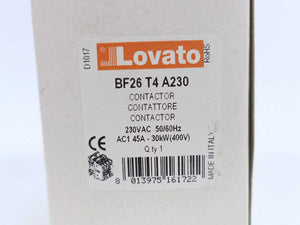 D1017
Lovato
RoHS
BF26 T4 A230
CONTACTOR
CONTATTORE
CONTACTOR
230VAC 50/60Hz
AC1 45A - 30kW(400V)
Q.ty 1
MADE IN ITALY
8 013975 161722